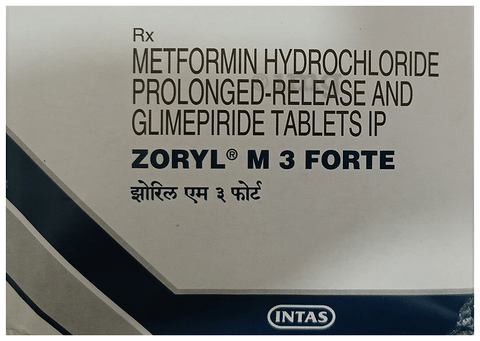 Rx
METFORMIN HYDROCHLORIDE
PROLONGED-RELEASE AND
GLIMEPIRIDE TABLETS IP
ZORYL® M 3 FORTE
झोरिल एम ३ फोर्ट
INTAS